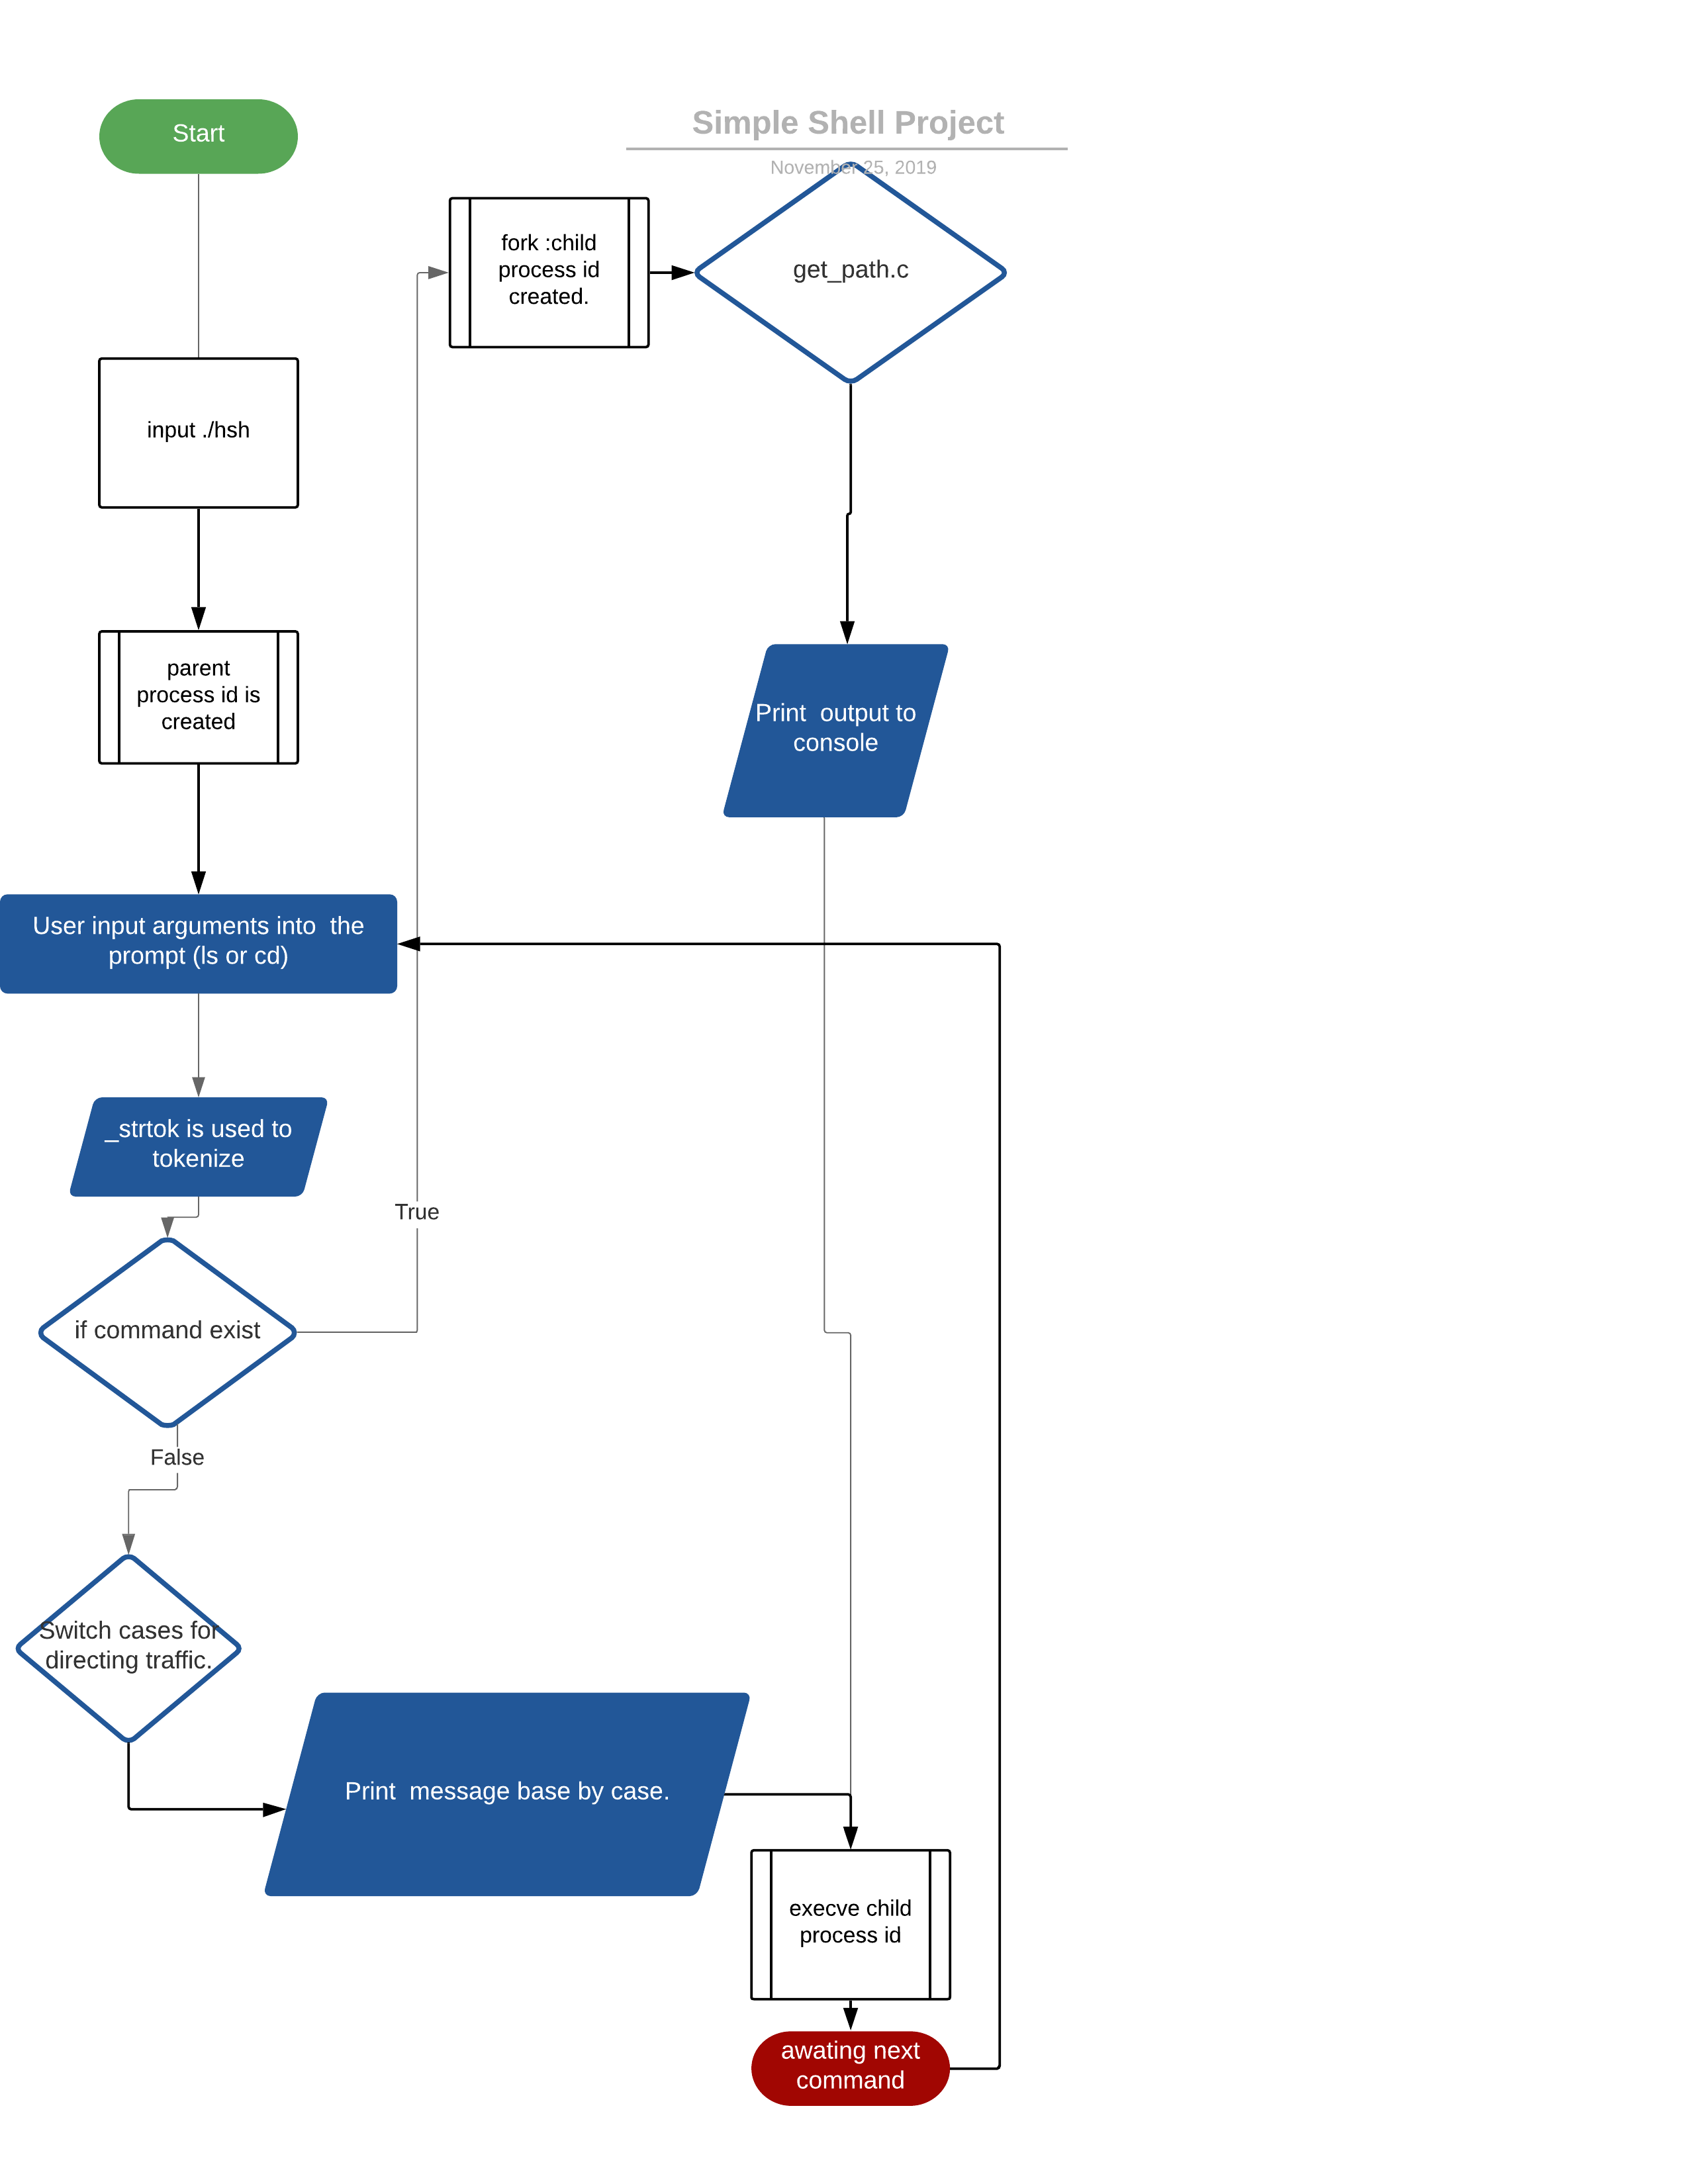 Simple Shell Project
November 25, 2019
Start
input ./hsh
parent
process id is
created
User input arguments into  the
prompt (ls or cd)
_strtok is used to
tokenize
if command exist
True
False
Switch cases for
directing traffic.
Print  message base by case.
fork :child
process id
created.
get_path.c
Print  output to
console
execve child
process id
awating next
command